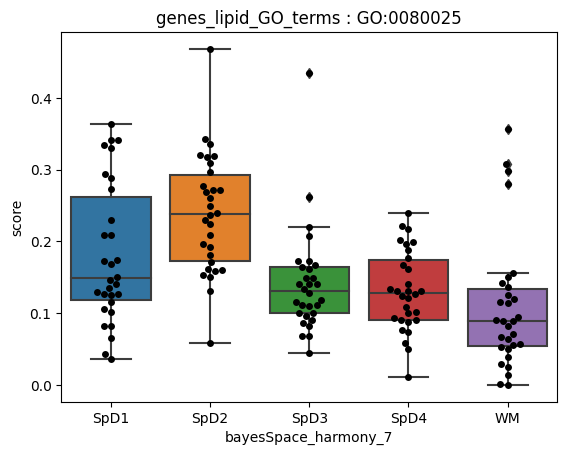 genes_lipid_GO_terms : GO:0080025
score
0.4
0.3
0.2
0.1
0.0
SpD1 SpD2 SpD3 SpD4 WM
bayesSpace_harmony_7